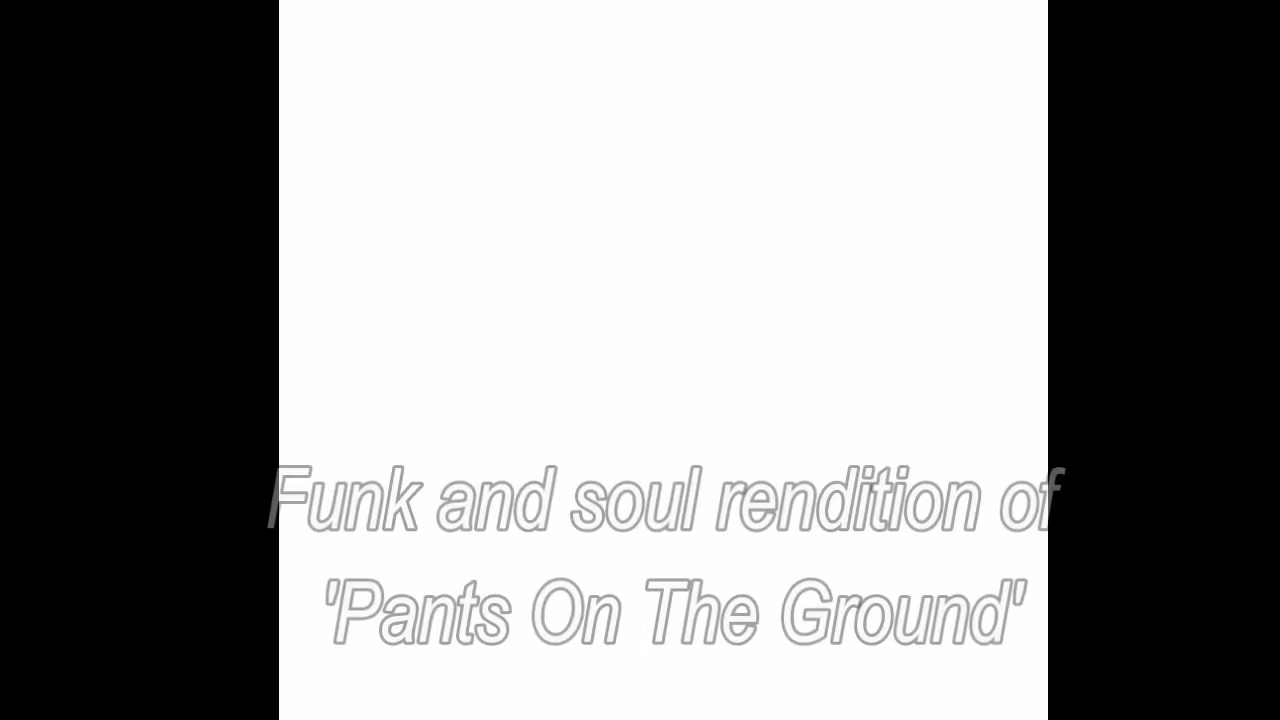 Funk and soul rendition of
'Pants On The Ground'